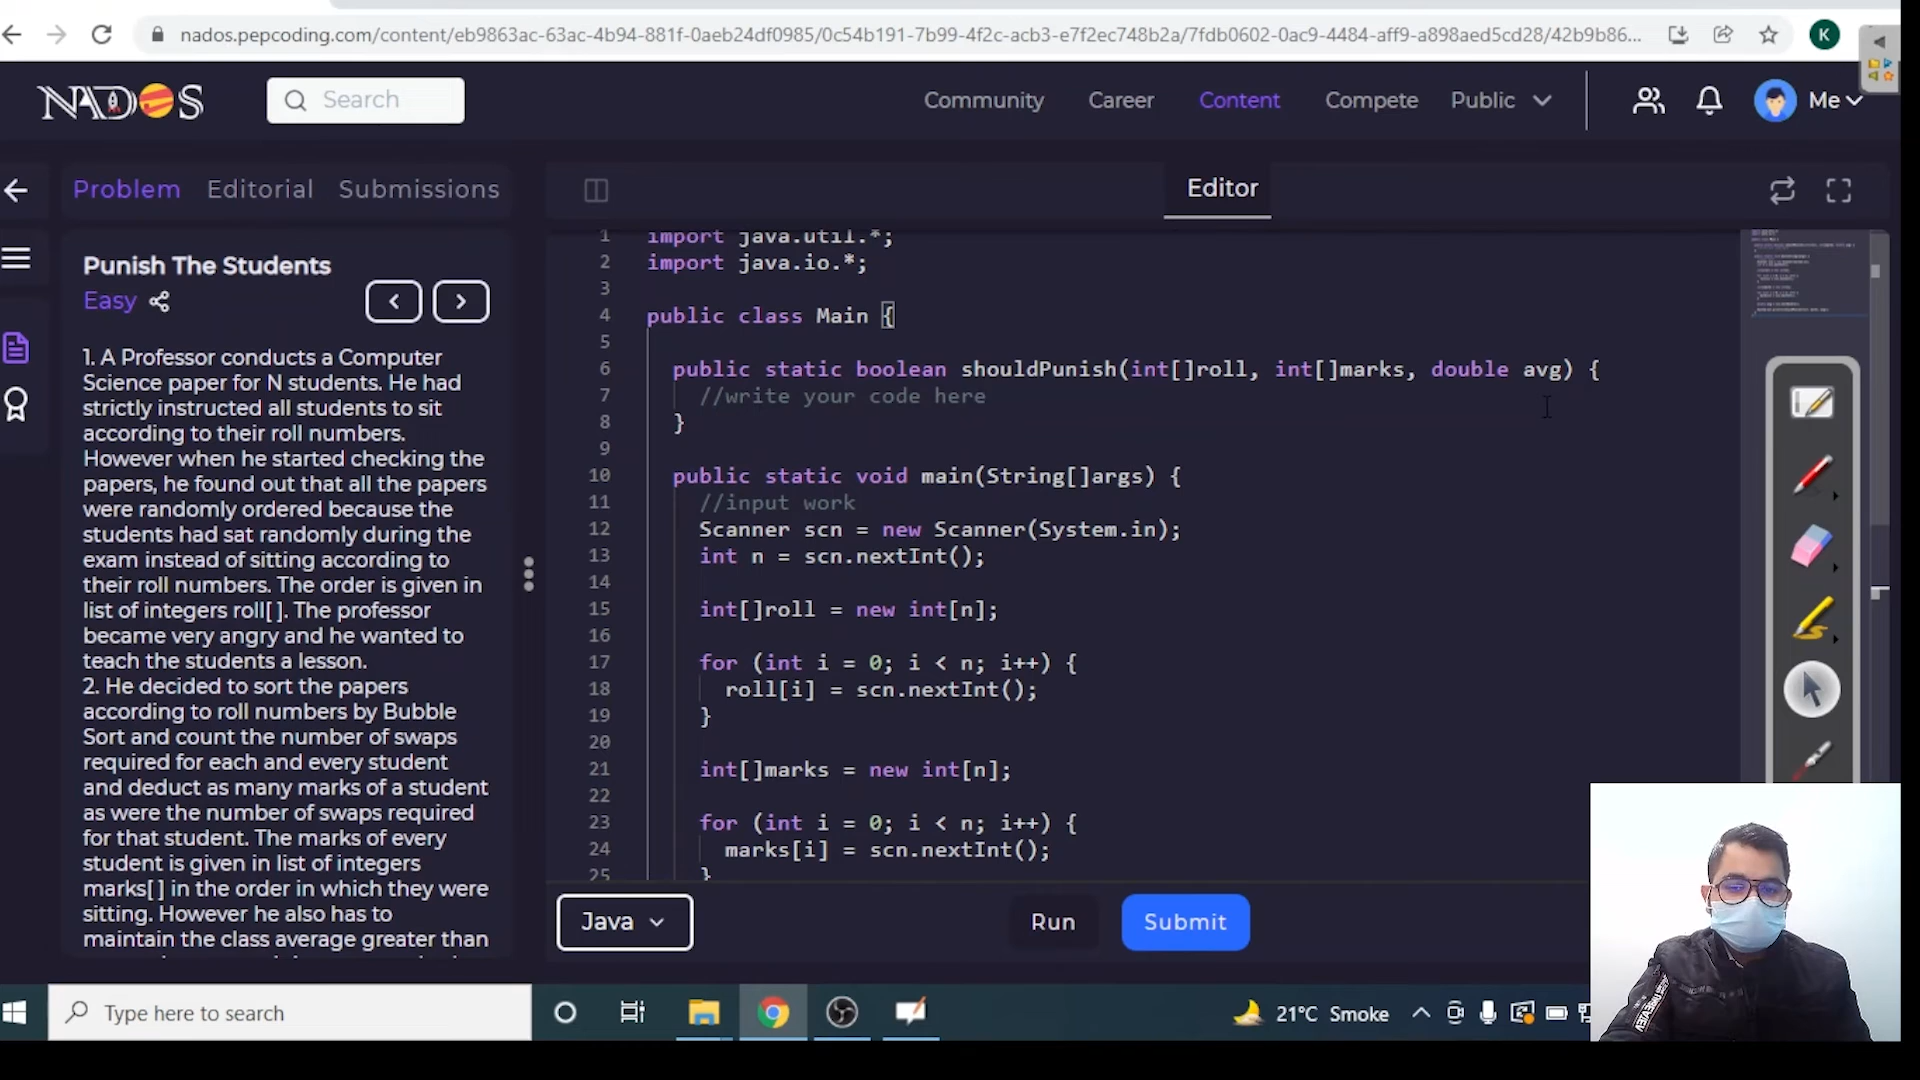 nados.pepcoding.com/content/eb9863ac-63ac-4b94-881f-0aeb24df0985/0c54b191-7b99-4f2c-acb3-e7f2ec748b2a/7fdb0602-0ac9-4484-aff9-a898aed5cd28/42b9b86...
K
NADOS
Search
Community
Career
Content
Compete
Public
Me
Problem
Editorial
Submissions
Editor
Punish The Students
Easy
1. A Professor conducts a Computer
Science paper for N students. He had
strictly instructed all students to sit
according to their roll numbers.
However when he started checking the
papers, he found out that all the papers
were randomly ordered because the
students had sat randomly during the
exam instead of sitting according to
their roll numbers. The order is given in
list of integers roll[ ]. The professor
became very angry and he wanted to
teach the students a lesson.
2. He decided to sort the papers
according to roll numbers by Bubble
Sort and count the number of swaps
required for each and every student
and deduct as many marks of a student
as were the number of swaps required
for that student. The marks of every
student is given in list of integers
marks[ ] in the order in which they were
sitting. However he also has to
maintain the class average greater than
1 import java.util.*;
2 import java.io.*;
3
4 public class Main {
5
6 public static boolean shouldPunish(int[]roll, int[]marks, double avg) {
7 //write your code here
8 }
9
10 public static void main(String[]args) {
11 //input work
12 Scanner scn = new Scanner(System.in);
13 int n = scn.nextInt();
14
15 int[]roll = new int[n];
16
17 for (int i = 0; i < n; i++) {
18 roll[i] = scn.nextInt();
19 }
20
21 int[]marks = new int[n];
22
23 for (int i = 0; i < n; i++) {
24 marks[i] = scn.nextInt();
25 }
Java
Run
Submit
Type here to search
21°C Smoke